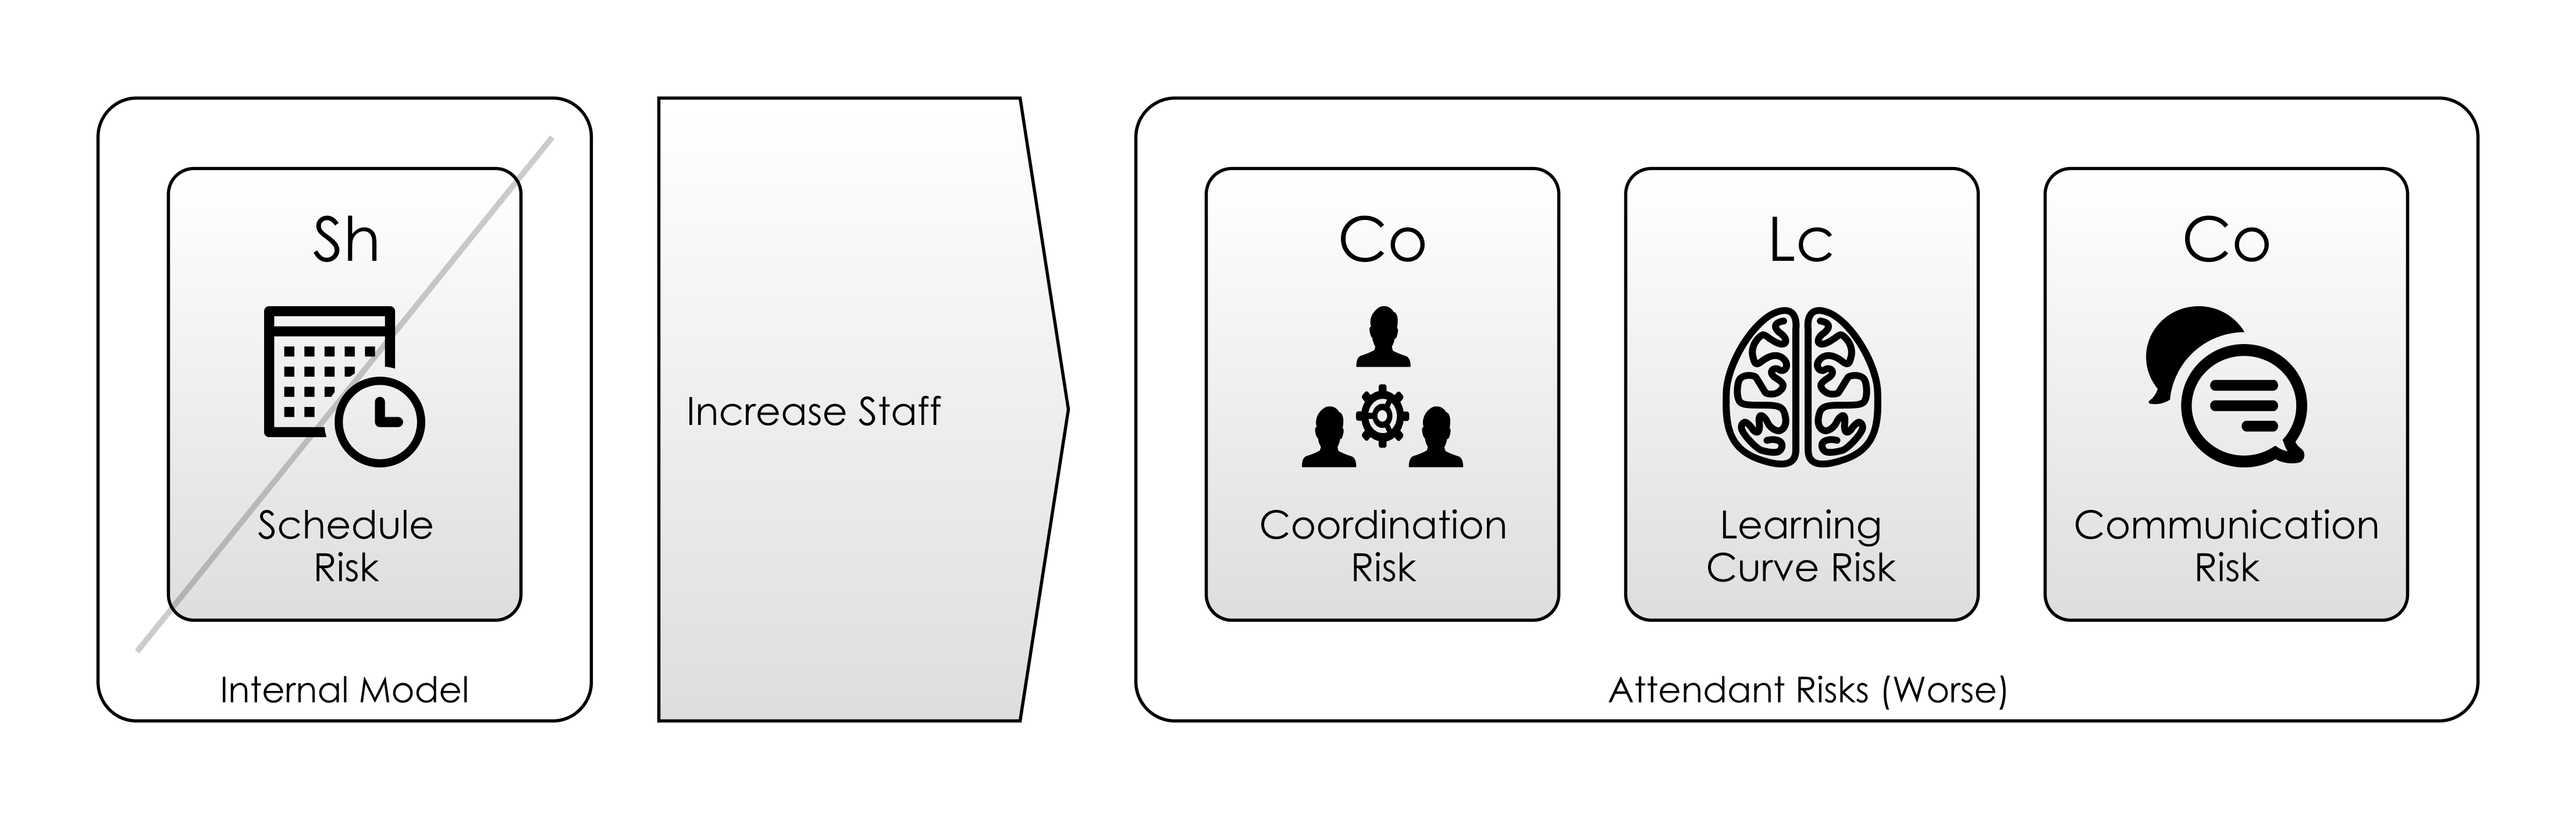 Sh
Schedule
Risk
Internal Model
Increase Staff
Co
Coordination
Risk
Lc
Learning
Curve Risk
Co
Communication
Risk
Attendant Risks (Worse)